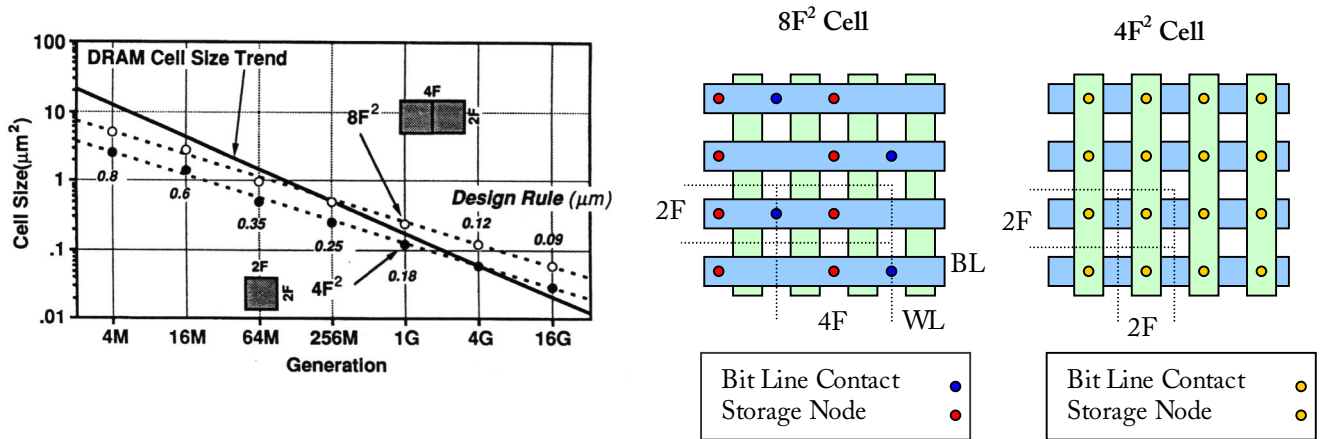 100
10
1
.1
.01
Cell Size(μm²)
DRAM Cell Size Trend
4F
2F
8F²
Design Rule (μm)
0.8
0.6
0.35
0.25
0.18
0.12
0.09
2F
2F
4F²
4M 16M 64M 256M 1G 4G 16G
Generation
8F² Cell
2F
4F
BL
WL
Bit Line Contact
Storage Node
4F² Cell
2F
2F
Bit Line Contact
Storage Node